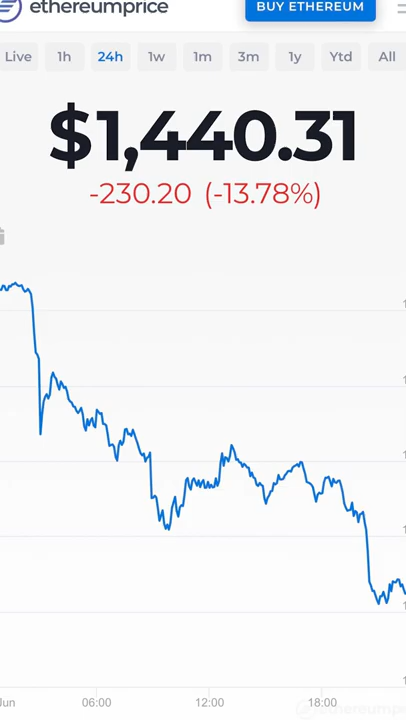 ethereumprice
BUY ETHEREUM
Live 1h 24h 1w 1m 3m 1y Ytd All
$1,440.31
-230.20 (-13.78%)
06:00 12:00 18:00